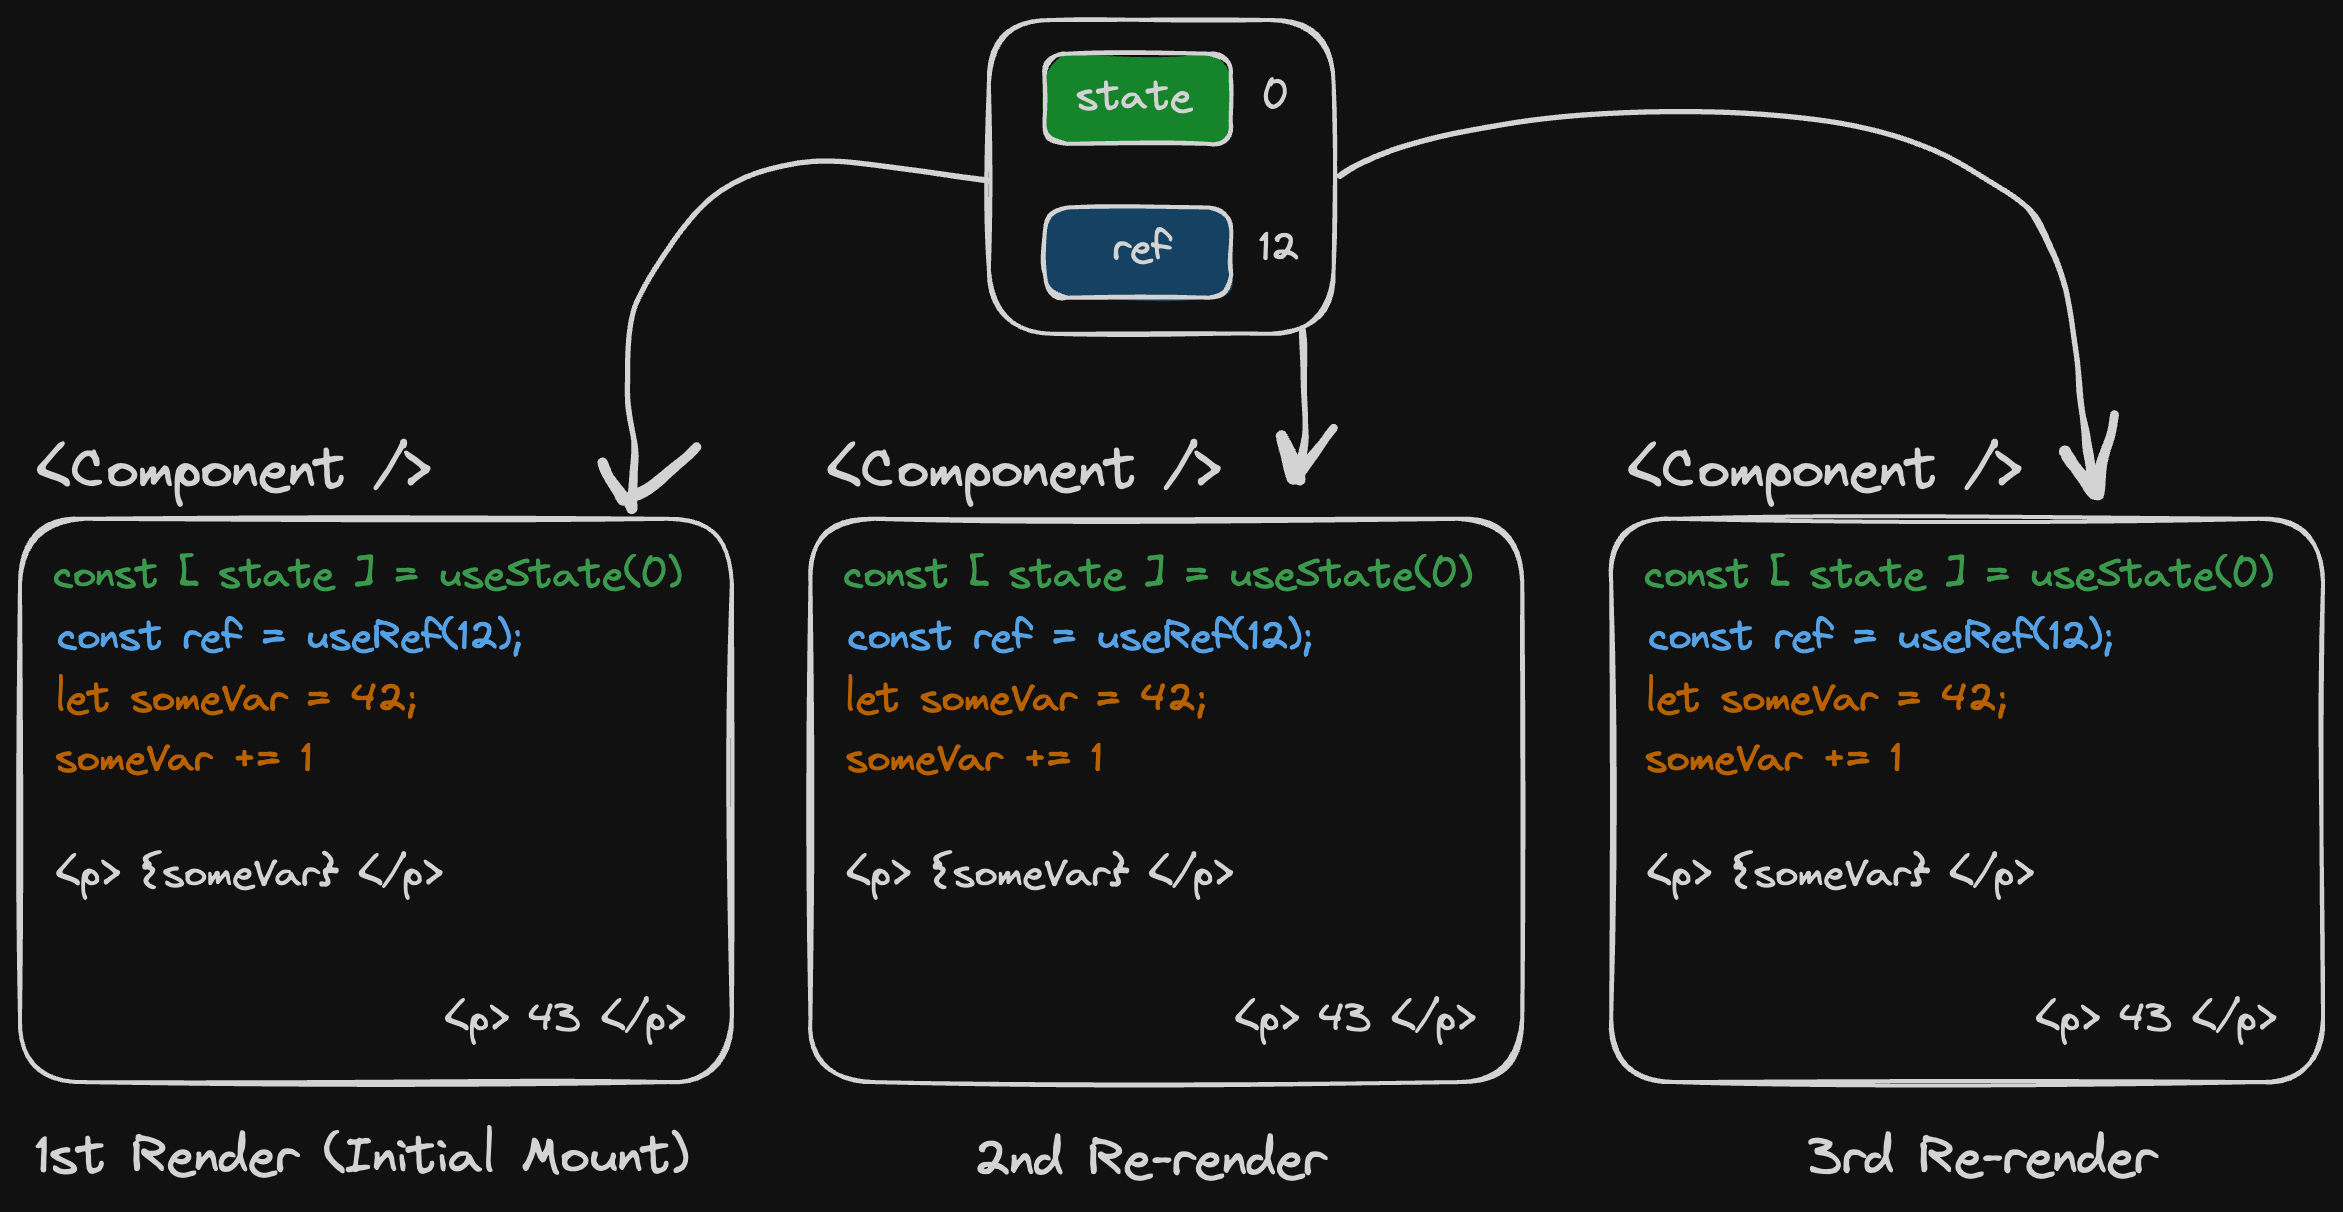 state 0
ref 12
<Component />
const [ state ] = useState(0)
const ref = useRef(12);
let someVar = 42;
someVar += 1
<p> {someVar} </p>
<p> 43 </p>
1st Render (Initial Mount)
<Component />
const [ state ] = useState(0)
const ref = useRef(12);
let someVar = 42;
someVar += 1
<p> {someVar} </p>
<p> 43 </p>
2nd Re-render
<Component />
const [ state ] = useState(0)
const ref = useRef(12);
let someVar = 42;
someVar += 1
<p> {someVar} </p>
<p> 43 </p>
3rd Re-render